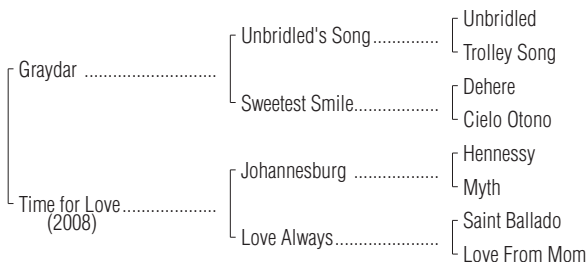 Unbridled
Unbridled's Song..............
Trolley Song
Graydar ............................
Dehere
Sweetest Smile..................
Cielo Otono
Hennessy
Johannesburg ..................
Myth
Time for Love....................
(2008)
Saint Ballado
Love Always......................
Love From Mom